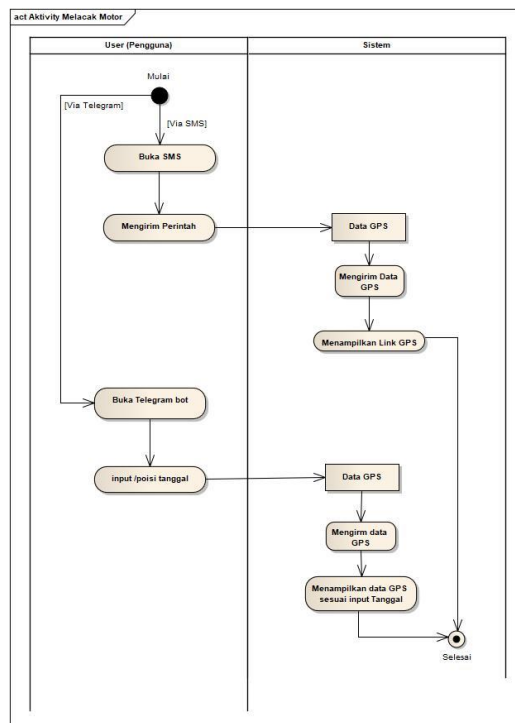 act Aktivity Melacak Motor
User (Pengguna)
Sistem
Mulai
[Via Telegram]
[Via SMS]
Buka SMS
Mengirim Perintah
Data GPS
Mengirim Data
GPS
Menampilkan Link GPS
Buka Telegram bot
input /poisi tanggal
Data GPS
Mengirm data
GPS
Menampilkan data GPS
sesuai input Tanggal
Selesai